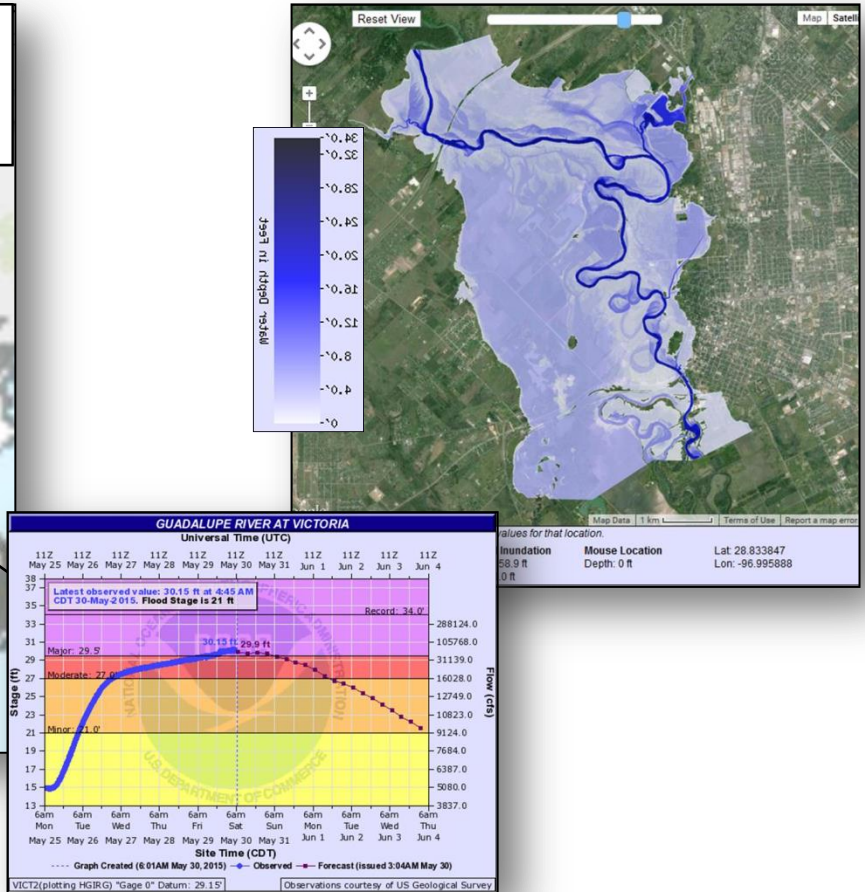 Reset View
Map Satelli
34.0'
32.0'
28.8'
24.0'
20.0'
16.0'
12.8'
8.0'
4.0'
0'
Water Depth in Feet
Map Data 1 km Terms of Use Report a map error
values for that location.
Inundation Mouse Location Lat: 28.833847
58.9 ft Depth: 0 ft Lon: -96.995888
.0 ft
GUADALUPE RIVER AT VICTORIA
Universal Time (UTC)
11Z 11Z 11Z 11Z 11Z 11Z 11Z 11Z 11Z 11Z 11Z
May 25 May 26 May 27 May 28 May 29 May 30 May 31 Jun 1 Jun 2 Jun 3 Jun 4
38
37
35
33
31
29
27
25
23
21
19
17
15
13
Stage (ft)
Latest observed value: 30.15 ft at 4:45 AM
CDT 30-May-2015. Flood Stage is 21 ft
Record: 34.0'
30.15 ft 29.9 ft
Major: 29.5'
Moderate: 27.0'
Minor: 21.0'
288124.0
105768.0
31139.0
16028.0
12749.0
10823.0
9124.0
7684.0
6387.0
5080.0
3837.0
Flow (cfs)
U.S. DEPARTMENT OF COMMERCE
6am 6am 6am 6am 6am 6am 6am 6am 6am 6am 6am
Mon Tue Wed Thu Fri Sat Sun Mon Tue Wed Thu
May 25 May 26 May 27 May 28 May 29 May 30 May 31 Jun 1 Jun 2 Jun 3 Jun 4
Site Time (CDT)
Graph Created (6:01AM May 30, 2015) Observed Forecast (issued 3:04AM May 30)
VICT2(plotting HGIRG) "Gage 0" Datum: 29.15' Observations courtesy of US Geological Survey